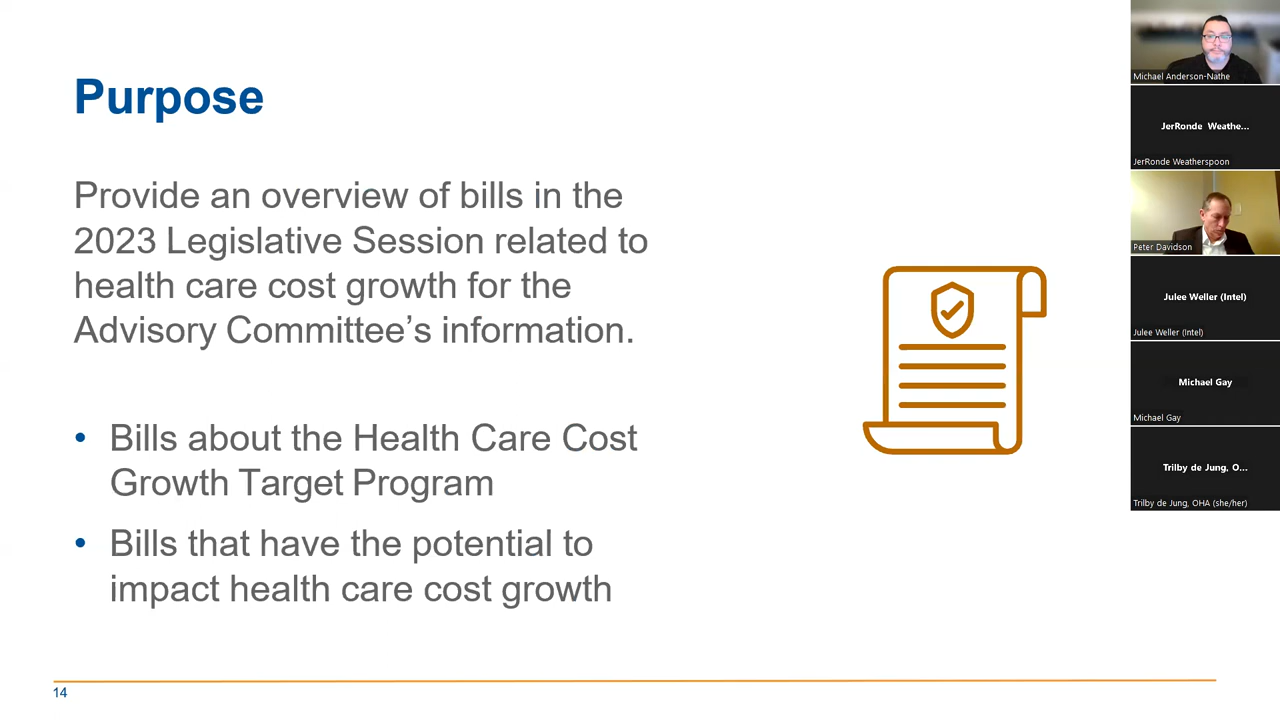 Purpose
Provide an overview of bills in the
2023 Legislative Session related to
health care cost growth for the
Advisory Committee’s information.
• Bills about the Health Care Cost
Growth Target Program
• Bills that have the potential to
impact health care cost growth
14
Michael Anderson-Nathe
JerRonde Weathe...
JerRonde Weatherspoon
Peter Davidson
Julee Weller (Intel)
Julee Weller (Intel)
Michael Gay
Michael Gay
Trilby de Jung, O...
Trilby de Jung, OHA (she/her)